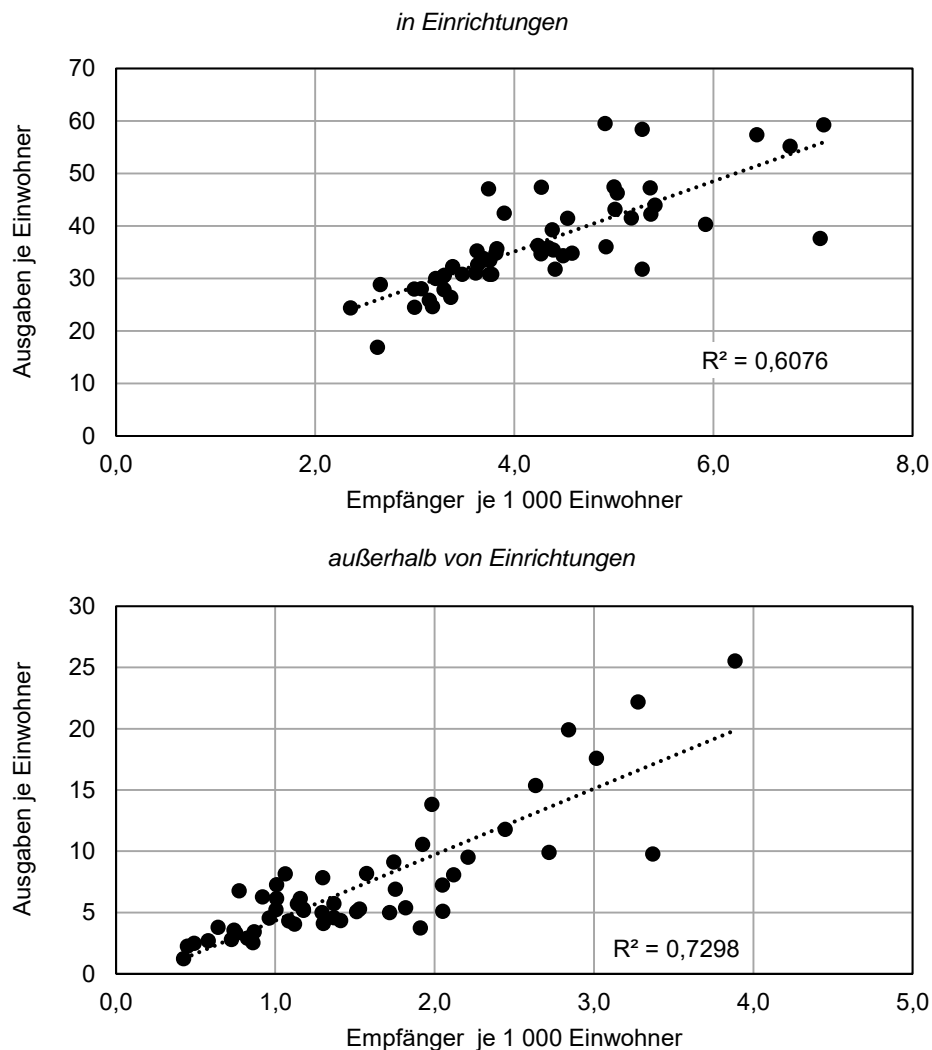 in Einrichtungen
70
60
50
40
30
20
10
0
Ausgaben je Einwohner
R² = 0,6076
0,0 2,0 4,0 6,0 8,0
Empfänger je 1 000 Einwohner
außerhalb von Einrichtungen
30
25
20
15
10
5
0
Ausgaben je Einwohner
R² = 0,7298
0,0 1,0 2,0 3,0 4,0 5,0
Empfänger je 1 000 Einwohner